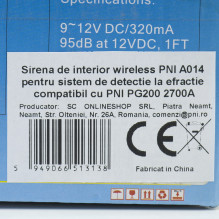 9~12V DC/320mA
95dB at 12VDC, 1FT
Sirena de interior wireless PNI A014
pentru sistem de detectie la efractie
compatibil cu PNI PG200 2700A
Producator: SC ONLINESHOP SRL, Piatra Neamt,
Neamt, Str. Olteniei, Nr. 26A, Romania, comenzi@pni.ro
5 949066 513138
Fabricat in China